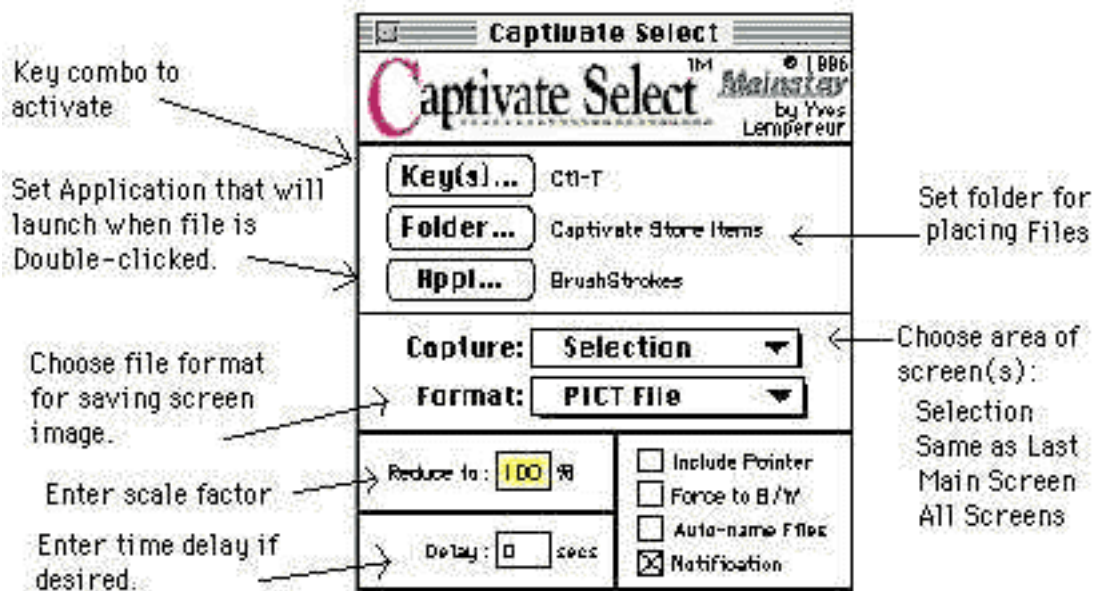 Captivate Select
Captivate Select™
© 1996
Mainstay
by Yves
Lempereur
Key combo to
activate
Key(s)... Ctl-T
Set Application that will
launch when file is
Double-clicked.
Folder... Captivate Store Items
Set folder for
placing Files
Appl... BrushStrokes
Capture: Selection
Choose area of
screen(s):
Selection
Same as Last
Main Screen
All Screens
Choose file format
for saving screen
image.
Format: PICT File
Reduce to: 100 %
Enter scale factor
Enter time delay if
desired.
Delay: 0 secs
Include Pointer
Force to B/W
Auto-name Files
Notification